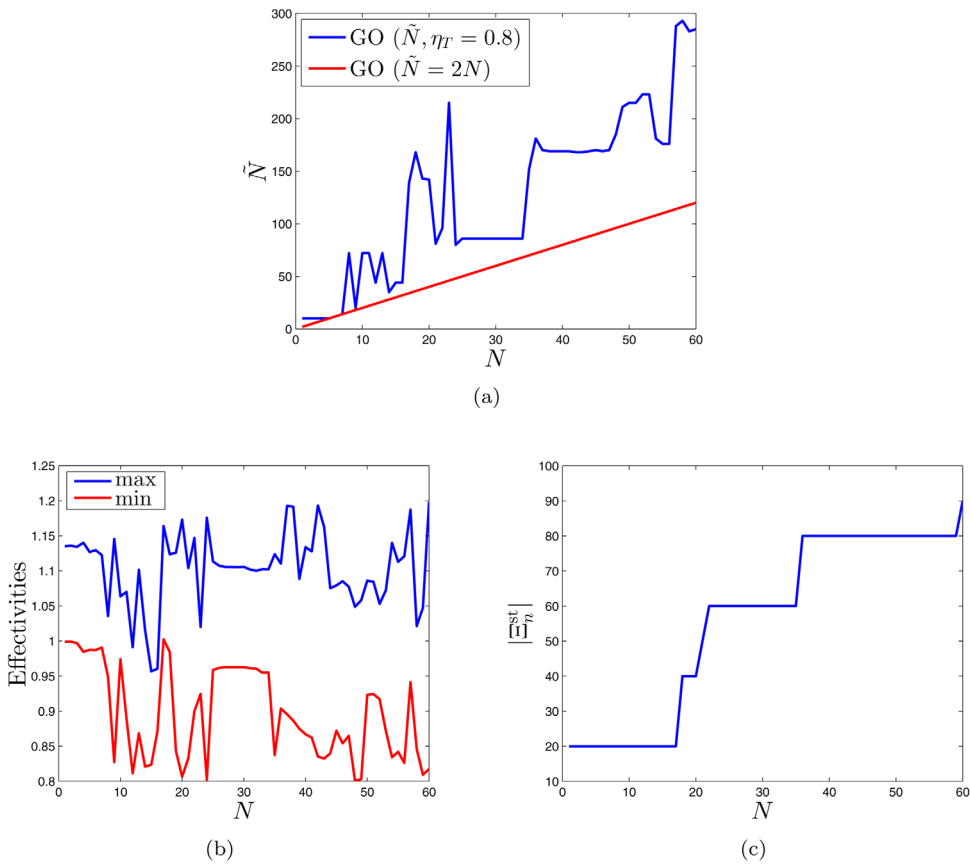 300
250
200
150
100
50
0
Ñ
GO (Ñ, η_T = 0.8)
GO (Ñ = 2N)
0 10 20 30 40 50 60
N
(a)
1.25
1.2
1.15
1.1
1.05
1
0.95
0.9
0.85
0.8
Effectivities
max
min
0 10 20 30 40 50 60
N
(b)
100
90
80
70
60
50
40
30
20
10
|Ξ_n^st|
0 10 20 30 40 50 60
N
(c)